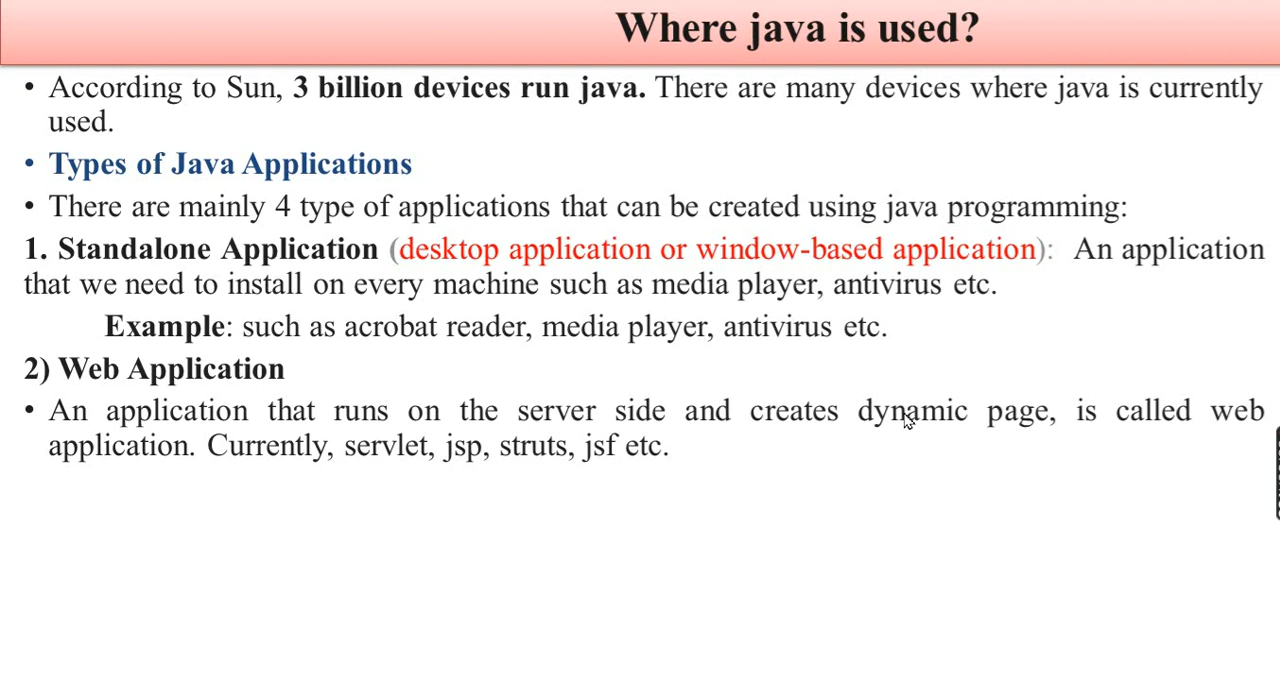 Where java is used?
• According to Sun, 3 billion devices run java. There are many devices where java is currently
used.
• Types of Java Applications
• There are mainly 4 type of applications that can be created using java programming:
1. Standalone Application (desktop application or window-based application): An application
that we need to install on every machine such as media player, antivirus etc.
Example: such as acrobat reader, media player, antivirus etc.
2) Web Application
• An application that runs on the server side and creates dynamic page, is called web
application. Currently, servlet, jsp, struts, jsf etc.